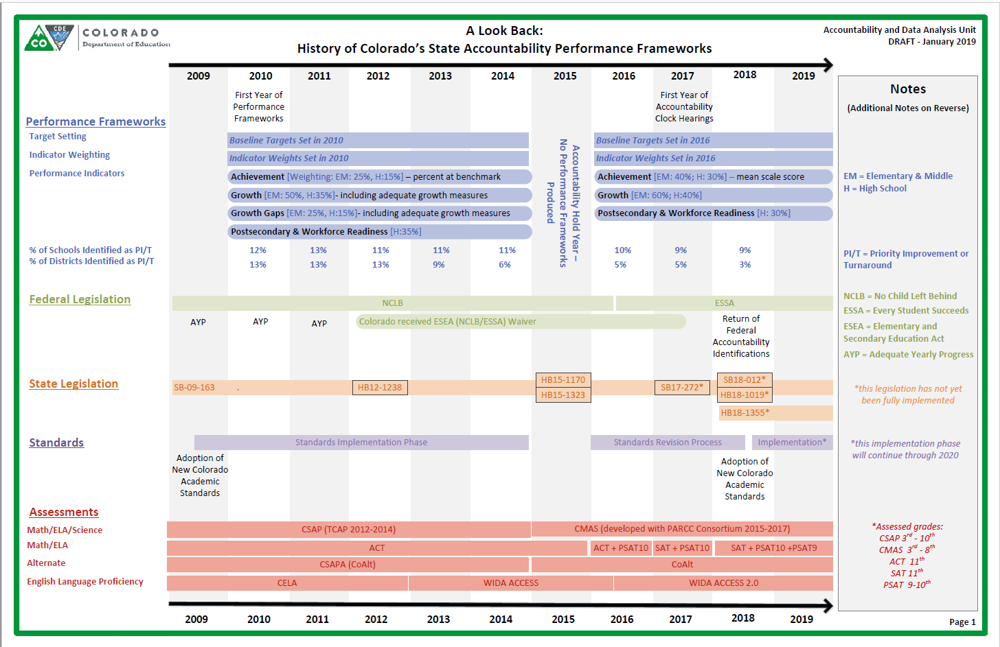 COLORADO
Department of Education
CDE
CO
A Look Back:
History of Colorado's State Accountability Performance Frameworks
Accountability and Data Analysis Unit
DRAFT - January 2019
2009 2010 2011 2012 2013 2014 2015 2016 2017 2018 2019
First Year of
Performance
Frameworks
First Year of
Accountability
Clock Hearings
Performance Frameworks
Target Setting
Baseline Targets Set in 2010
Baseline Targets Set in 2016
Indicator Weighting
Indicator Weights Set in 2010
Indicator Weights Set in 2016
Performance Indicators
Achievement [Weighting: EM: 25%, H:15%] – percent at benchmark
Achievement [EM: 40%; H: 30%] – mean scale score
Growth [EM: 50%, H:35%]- including adequate growth measures
Growth [EM: 60%; H:40%]
Growth Gaps [EM: 25%, H:15%]- including adequate growth measures
Postsecondary & Workforce Readiness [H: 30%]
Postsecondary & Workforce Readiness [H:35%]
Accountability Hold Year –
No Performance Frameworks
Produced
% of Schools Identified as PI/T 12% 13% 11% 11% 11% 10% 9% 9%
% of Districts Identified as PI/T 13% 13% 13% 9% 6% 5% 5% 3%
Federal Legislation
NCLB ESSA
AYP AYP AYP Colorado received ESEA (NCLB/ESSA) Waiver
Return of
Federal
Accountability
Identifications
State Legislation
SB-09-163 . HB12-1238
HB15-1170
HB15-1323
SB17-272*
SB18-012*
HB18-1019*
HB18-1355*
Standards
Standards Implementation Phase Standards Revision Process Implementation*
Adoption of
New Colorado
Academic
Standards
Adoption of
New Colorado
Academic
Standards
Assessments
Math/ELA/Science CSAP (TCAP 2012-2014) CMAS (developed with PARCC Consortium 2015-2017)
Math/ELA ACT ACT + PSAT10 SAT + PSAT10 SAT + PSAT10 +PSAT9
Alternate CSAPA (CoAlt) CoAlt
English Language Proficiency CELA WIDA ACCESS WIDA ACCESS 2.0
2009 2010 2011 2012 2013 2014 2015 2016 2017 2018 2019
Notes
(Additional Notes on Reverse)
EM = Elementary & Middle
H = High School
PI/T = Priority Improvement or
Turnaround
NCLB = No Child Left Behind
ESSA = Every Student Succeeds
ESEA = Elementary and
Secondary Education Act
AYP = Adequate Yearly Progress
*this legislation has not yet
been fully implemented
*this implementation phase
will continue through 2020
*Assessed grades:
CSAP 3rd - 10th
CMAS 3rd - 8th
ACT 11th
SAT 11th
PSAT 9-10th
Page 1